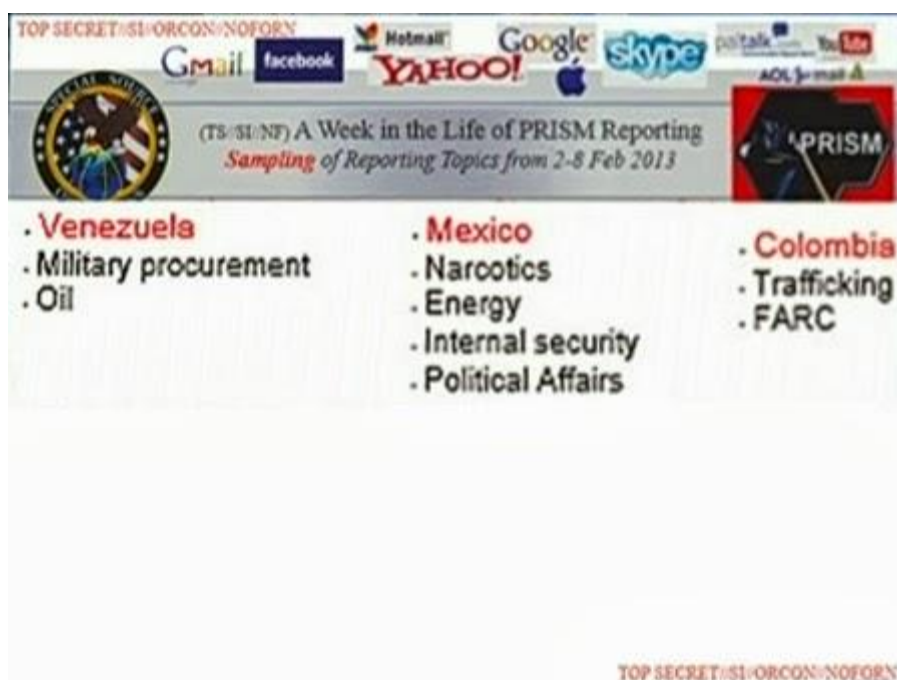 TOP SECRET//SI//ORCON//NOFORN
Gmail facebook Hotmail YAHOO! Google skype paltalk YouTube
AOL mail
SPECIAL SOURCE
(TS//SI//NF) A Week in the Life of PRISM Reporting
Sampling of Reporting Topics from 2-8 Feb 2013
PRISM
. Venezuela
. Military procurement
. Oil
. Mexico
. Narcotics
. Energy
. Internal security
. Political Affairs
. Colombia
. Trafficking
. FARC
TOP SECRET//SI//ORCON//NOFORN